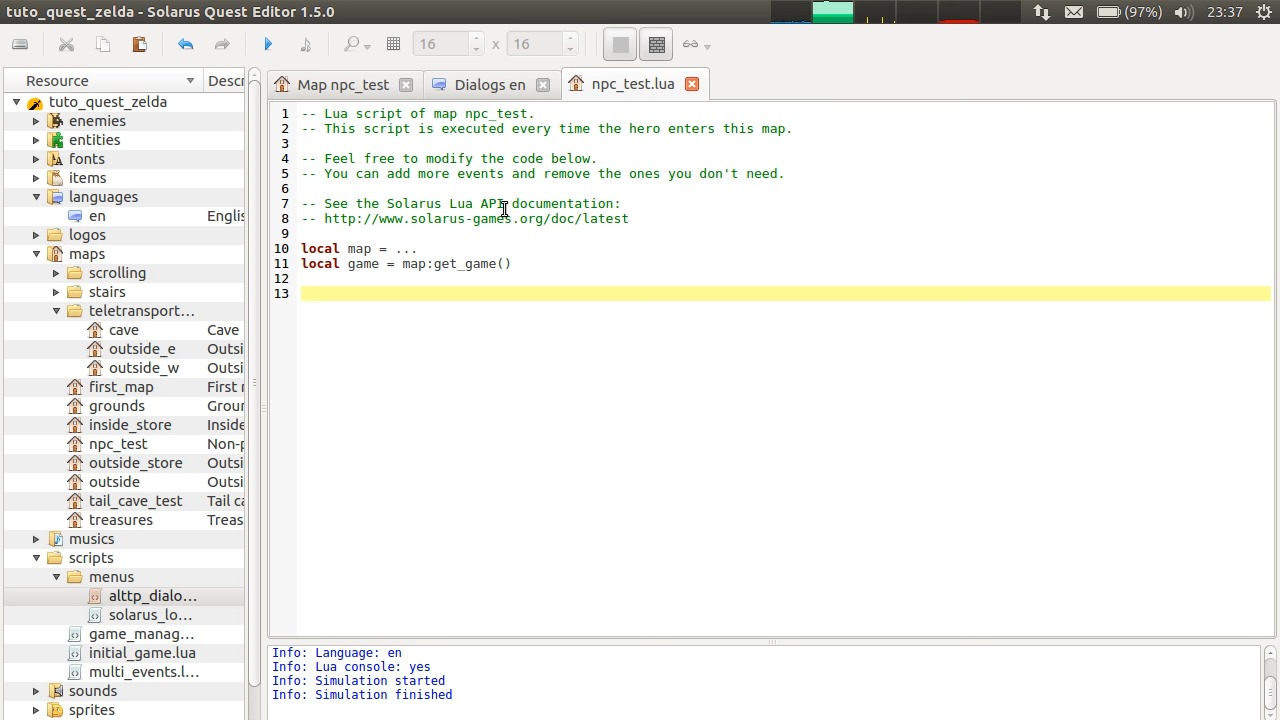 tuto_quest_zelda - Solarus Quest Editor 1.5.0
(97%)
23:37
16
x
16
Resource
Descr
tuto_quest_zelda
enemies
entities
fonts
items
languages
en
Englis
logos
maps
scrolling
stairs
teletransport...
cave
Cave
outside_e
Outsi
outside_w
Outsi
first_map
First r
grounds
Groun
inside_store
Inside
npc_test
Non-p
outside_store
Outsi
outside
Outsi
tail_cave_test
Tail ca
treasures
Treas
musics
scripts
menus
alttp_dialo...
solarus_lo...
game_manag...
initial_game.lua
multi_events.l...
sounds
sprites
Map npc_test
Dialogs en
npc_test.lua
1 -- Lua script of map npc_test.
2 -- This script is executed every time the hero enters this map.
3
4 -- Feel free to modify the code below.
5 -- You can add more events and remove the ones you don't need.
6
7 -- See the Solarus Lua API documentation:
8 -- http://www.solarus-games.org/doc/latest
9
10 local map = ...
11 local game = map:get_game()
12
13
Info: Language: en
Info: Lua console: yes
Info: Simulation started
Info: Simulation finished